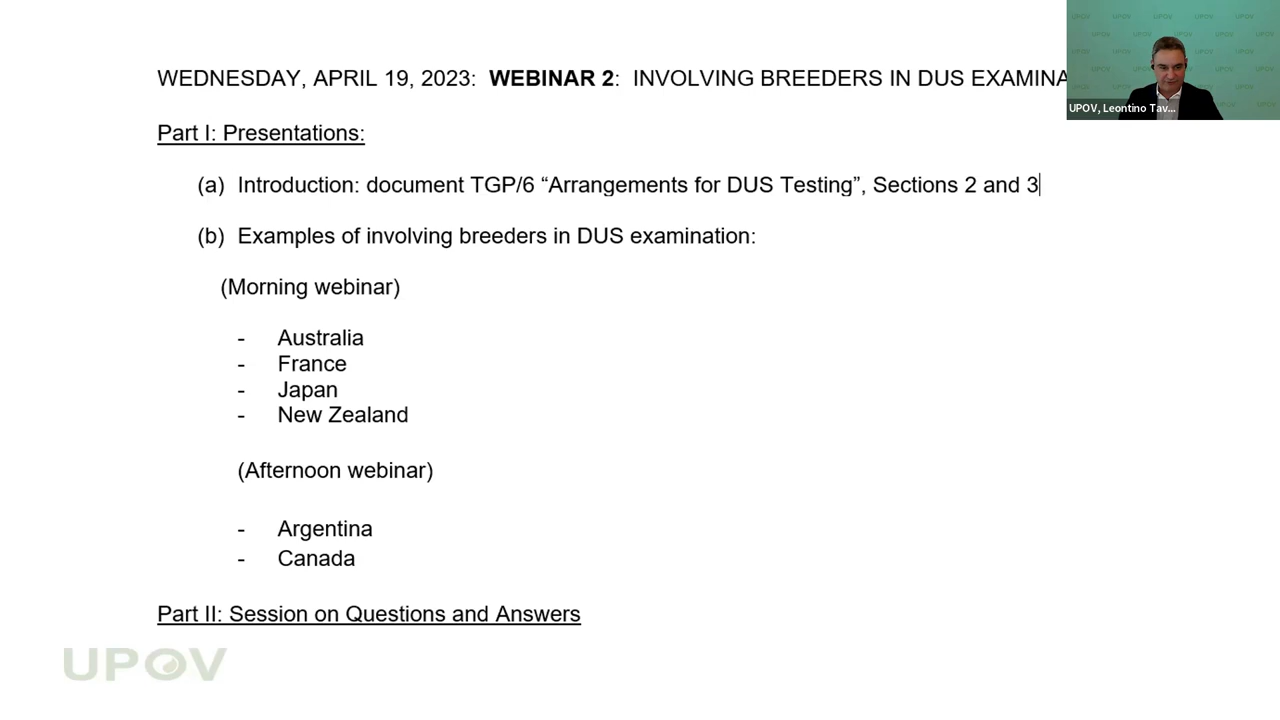 WEDNESDAY, APRIL 19, 2023: WEBINAR 2: INVOLVING BREEDERS IN DUS EXAMINA
UPOV, Leontino Tav...
Part I: Presentations:
(a) Introduction: document TGP/6 “Arrangements for DUS Testing”, Sections 2 and 3
(b) Examples of involving breeders in DUS examination:
(Morning webinar)
- Australia
- France
- Japan
- New Zealand
(Afternoon webinar)
- Argentina
- Canada
Part II: Session on Questions and Answers
UPOV